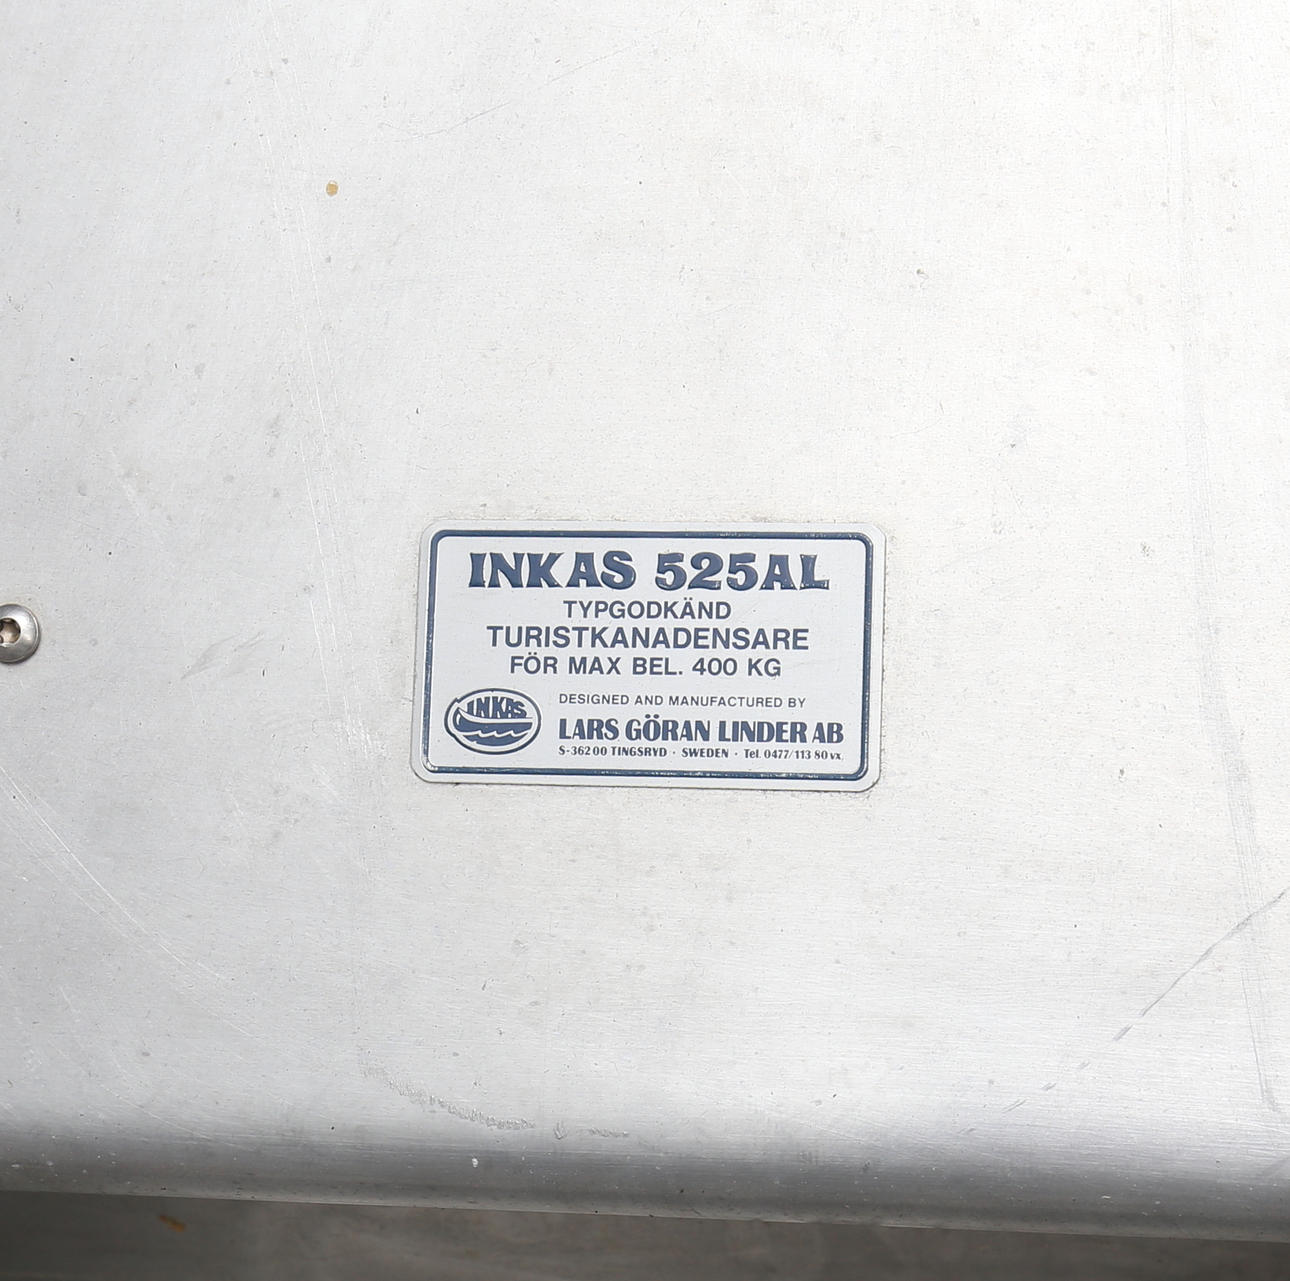 INKAS 525AL
TYPGODKÄND
TURISTKANADENSARE
FÖR MAX BEL. 400 KG
INKAS
DESIGNED AND MANUFACTURED BY
LARS GÖRAN LINDER AB
S-362 00 TINGSRYD · SWEDEN · Tel. 0477/113 80 vx.